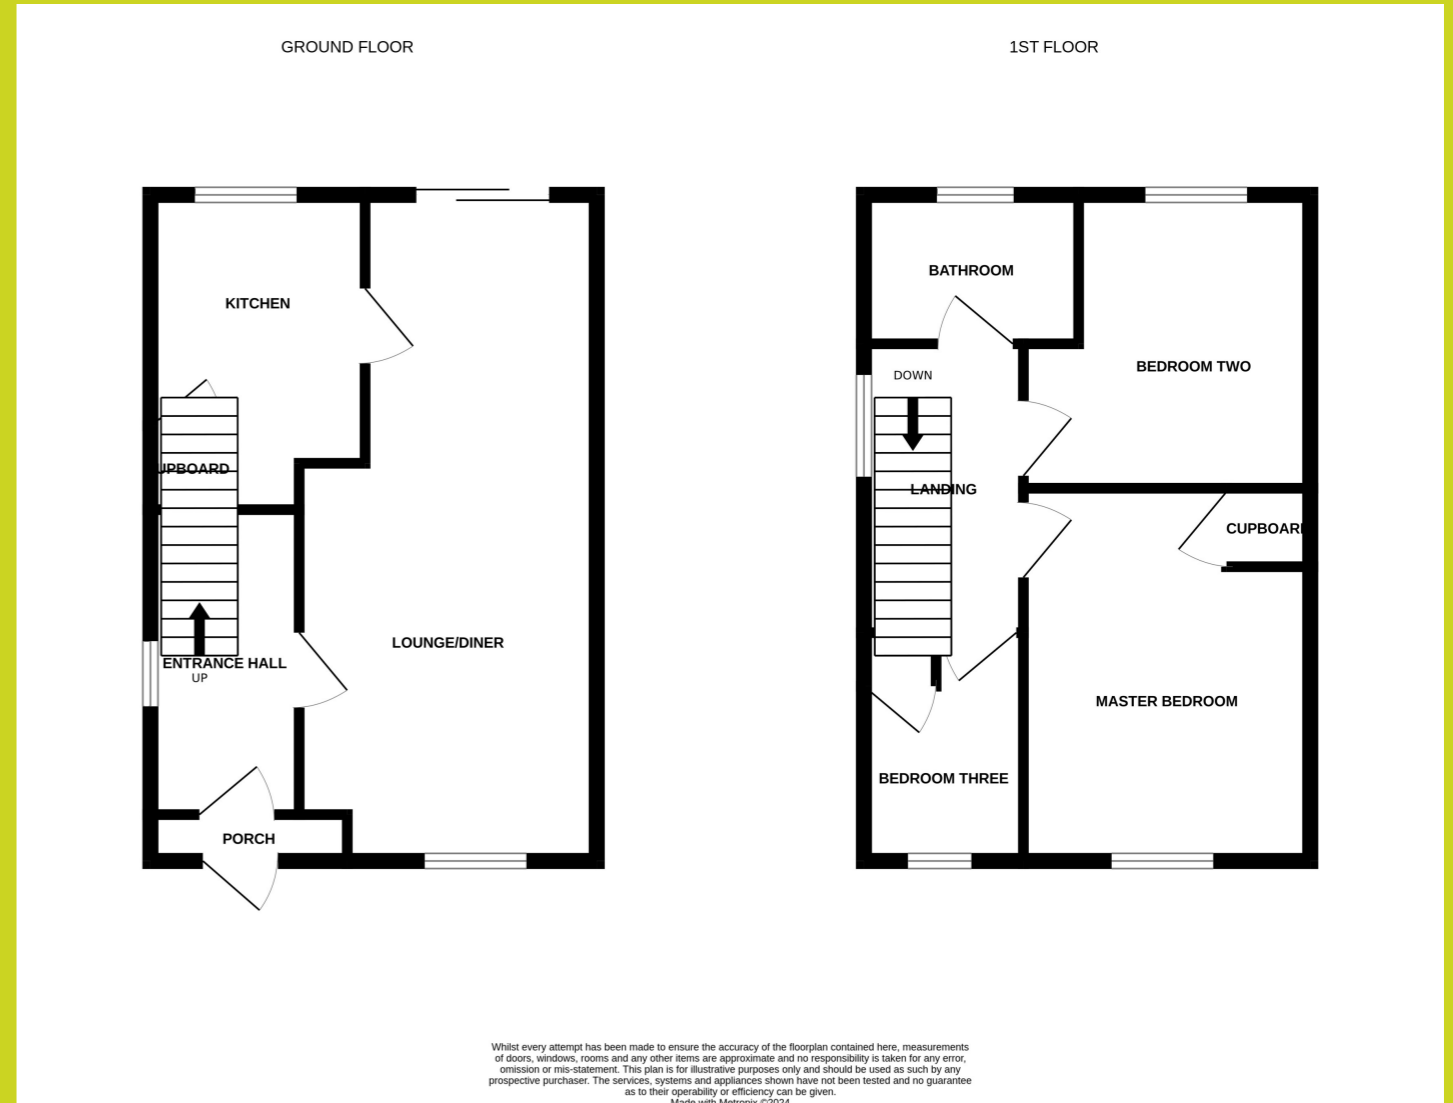 GROUND FLOOR
1ST FLOOR
KITCHEN
UPBOARD
ENTRANCE HALL
UP
LOUNGE/DINER
PORCH
BATHROOM
BEDROOM TWO
DOWN
LANDING
CUPBOARD
MASTER BEDROOM
BEDROOM THREE
Whilst every attempt has been made to ensure the accuracy of the floorplan contained here, measurements
of doors, windows, rooms and any other items are approximate and no responsibility is taken for any error,
omission or mis-statement. This plan is for illustrative purposes only and should be used as such by any
prospective purchaser. The services, systems and appliances shown have not been tested and no guarantee
as to their operability or efficiency can be given.
Made with Metropix ©2024